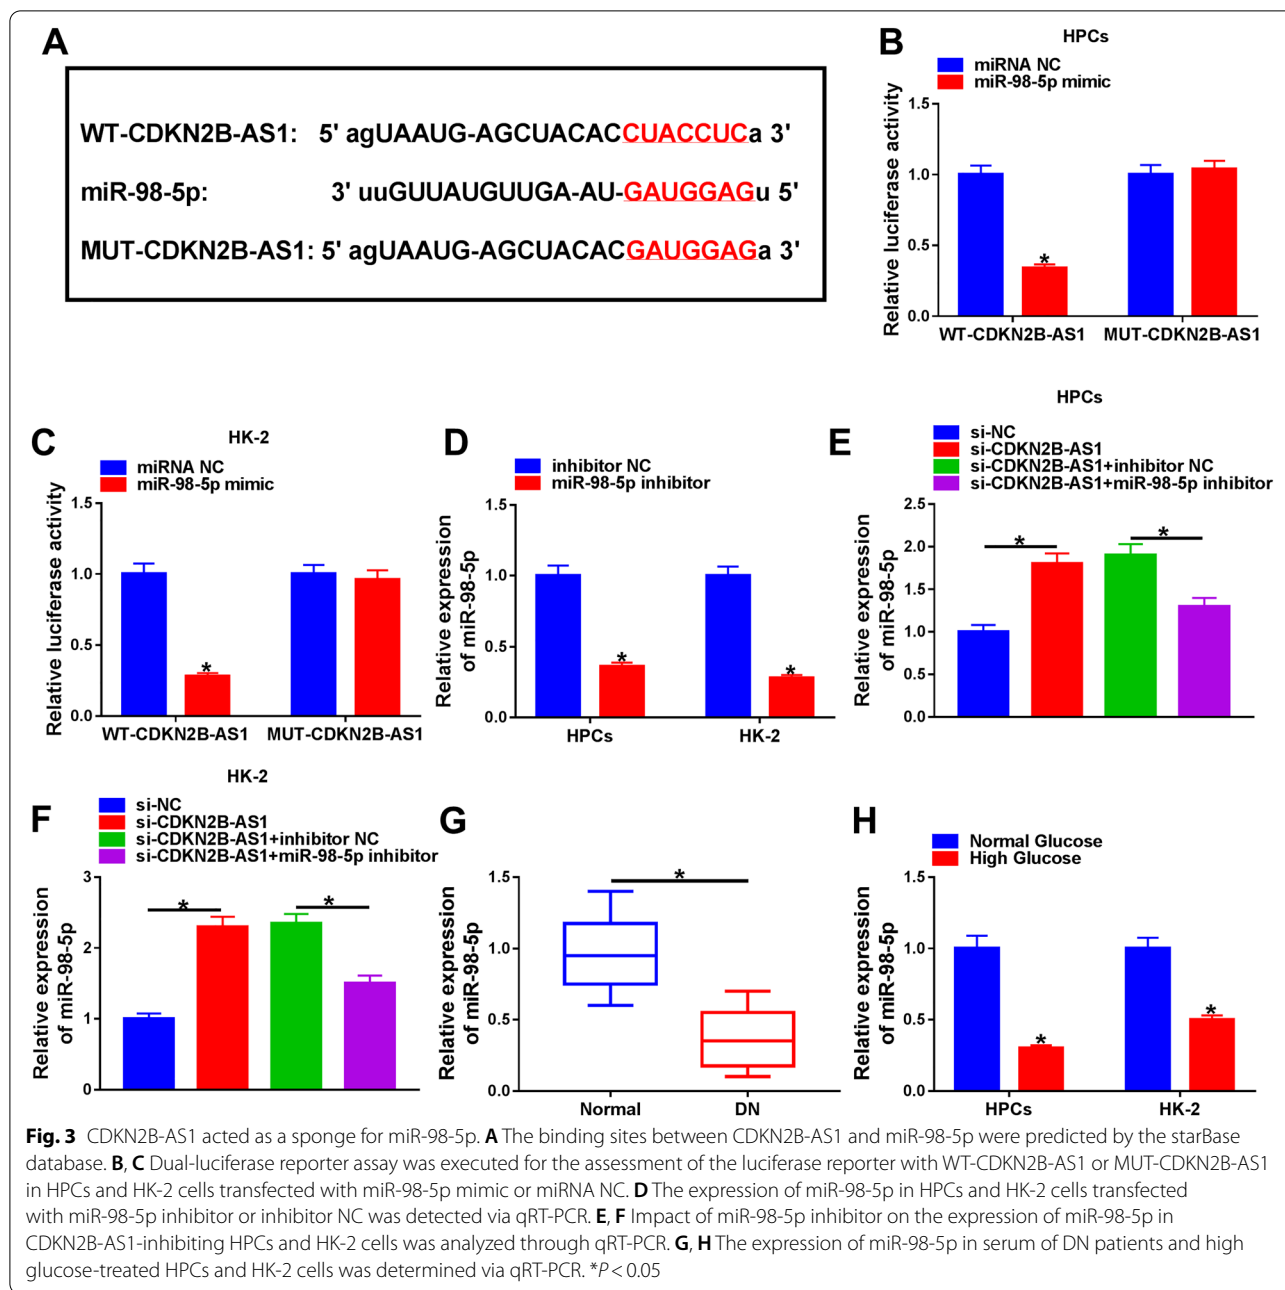 A
WT-CDKN2B-AS1: 5' agUAAUG-AGCUACACCUACCUCa 3'
miR-98-5p: 3' uuGUUAUGUUGA-AU-GAUGGAGu 5'
MUT-CDKN2B-AS1: 5' agUAAUG-AGCUACACGAUGGAGa 3'
B
HPCs
miRNA NC
miR-98-5p mimic
Relative luciferase activity
1.5
1.0
0.5
0.0
*
WT-CDKN2B-AS1 MUT-CDKN2B-AS1
C
HK-2
miRNA NC
miR-98-5p mimic
Relative luciferase activity
1.5
1.0
0.5
0.0
*
WT-CDKN2B-AS1 MUT-CDKN2B-AS1
D
inhibitor NC
miR-98-5p inhibitor
Relative expression
of miR-98-5p
1.5
1.0
0.5
0.0
* *
HPCs HK-2
E
HPCs
si-NC
si-CDKN2B-AS1
si-CDKN2B-AS1+inhibitor NC
si-CDKN2B-AS1+miR-98-5p inhibitor
Relative expression
of miR-98-5p
2.5
2.0
1.5
1.0
0.5
0.0
* *
F
HK-2
si-NC
si-CDKN2B-AS1
si-CDKN2B-AS1+inhibitor NC
si-CDKN2B-AS1+miR-98-5p inhibitor
Relative expression
of miR-98-5p
3
2
1
0
* *
G
Relative expression
of miR-98-5p
1.5
1.0
0.5
0.0
*
Normal DN
H
Normal Glucose
High Glucose
Relative expression
of miR-98-5p
1.5
1.0
0.5
0.0
* *
HPCs HK-2
Fig. 3 CDKN2B-AS1 acted as a sponge for miR-98-5p. A The binding sites between CDKN2B-AS1 and miR-98-5p were predicted by the starBase
database. B, C Dual-luciferase reporter assay was executed for the assessment of the luciferase reporter with WT-CDKN2B-AS1 or MUT-CDKN2B-AS1
in HPCs and HK-2 cells transfected with miR-98-5p mimic or miRNA NC. D The expression of miR-98-5p in HPCs and HK-2 cells transfected
with miR-98-5p inhibitor or inhibitor NC was detected via qRT-PCR. E, F Impact of miR-98-5p inhibitor on the expression of miR-98-5p in
CDKN2B-AS1-inhibiting HPCs and HK-2 cells was analyzed through qRT-PCR. G, H The expression of miR-98-5p in serum of DN patients and high
glucose-treated HPCs and HK-2 cells was determined via qRT-PCR. *P < 0.05